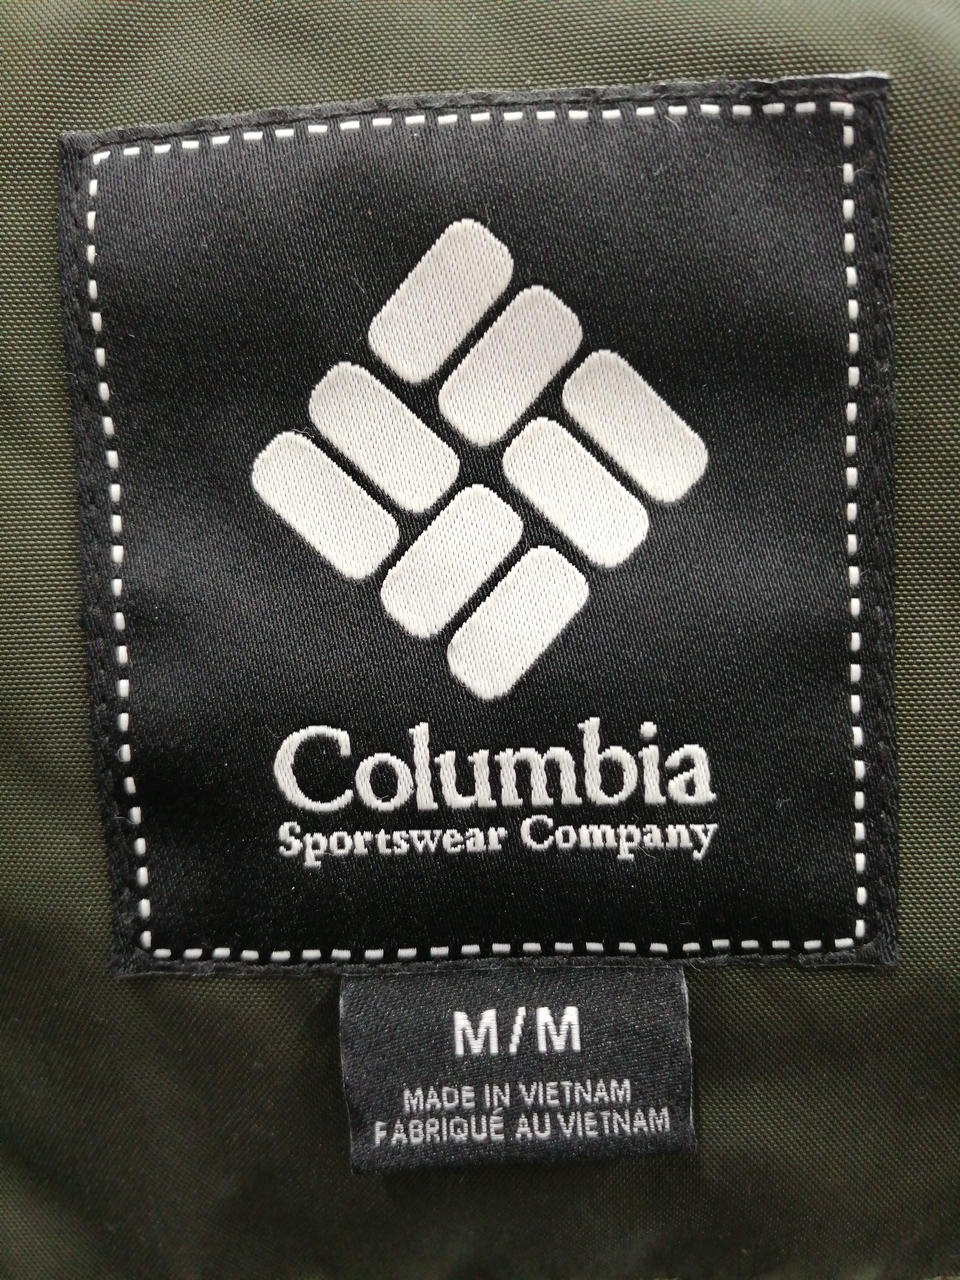 Columbia
Sportswear Company
M/M
MADE IN VIETNAM
FABRIQUÉ AU VIETNAM